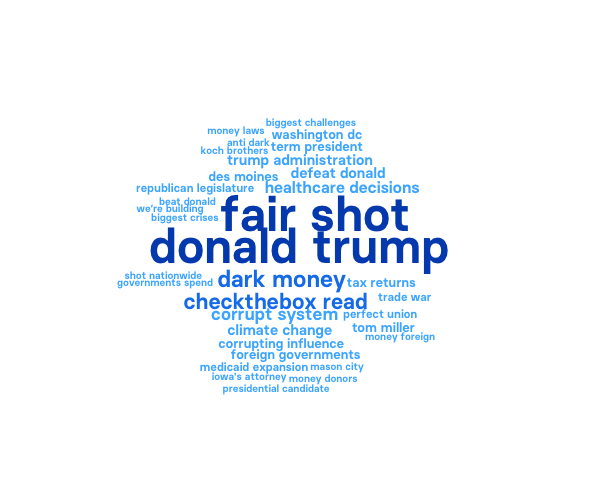 biggest challenges
money laws
washington dc
anti dark
term president
koch brothers
trump administration
des moines
defeat donald
republican legislature
healthcare decisions
beat donald
we're building
biggest crises
fair shot
donald trump
shot nationwide
governments spend
dark money
tax returns
checkthebox read
trade war
corrupt system
perfect union
climate change
tom miller
money foreign
corrupting influence
foreign governments
medicaid expansion
mason city
iowa's attorney
money donors
presidential candidate